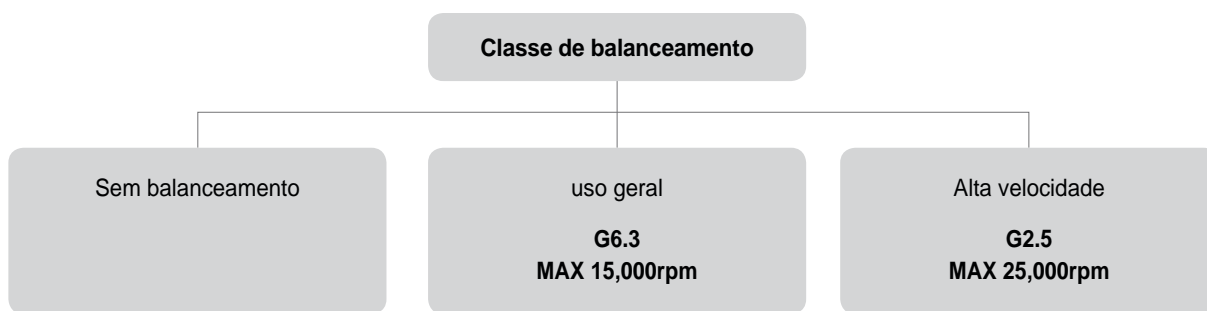 Classe de balanceamento
Sem balanceamento
uso geral
G6.3
MAX 15,000rpm
Alta velocidade
G2.5
MAX 25,000rpm